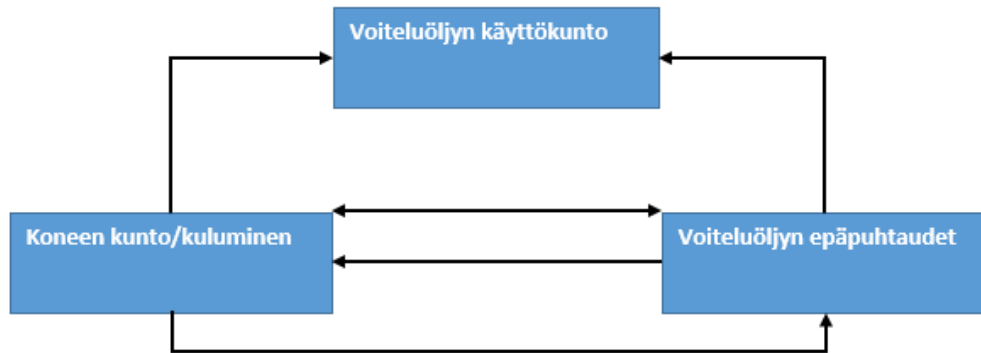 Voiteluöljyn käyttökunto
Koneen kunto/kuluminen
Voiteluöljyn epäpuhtaudet